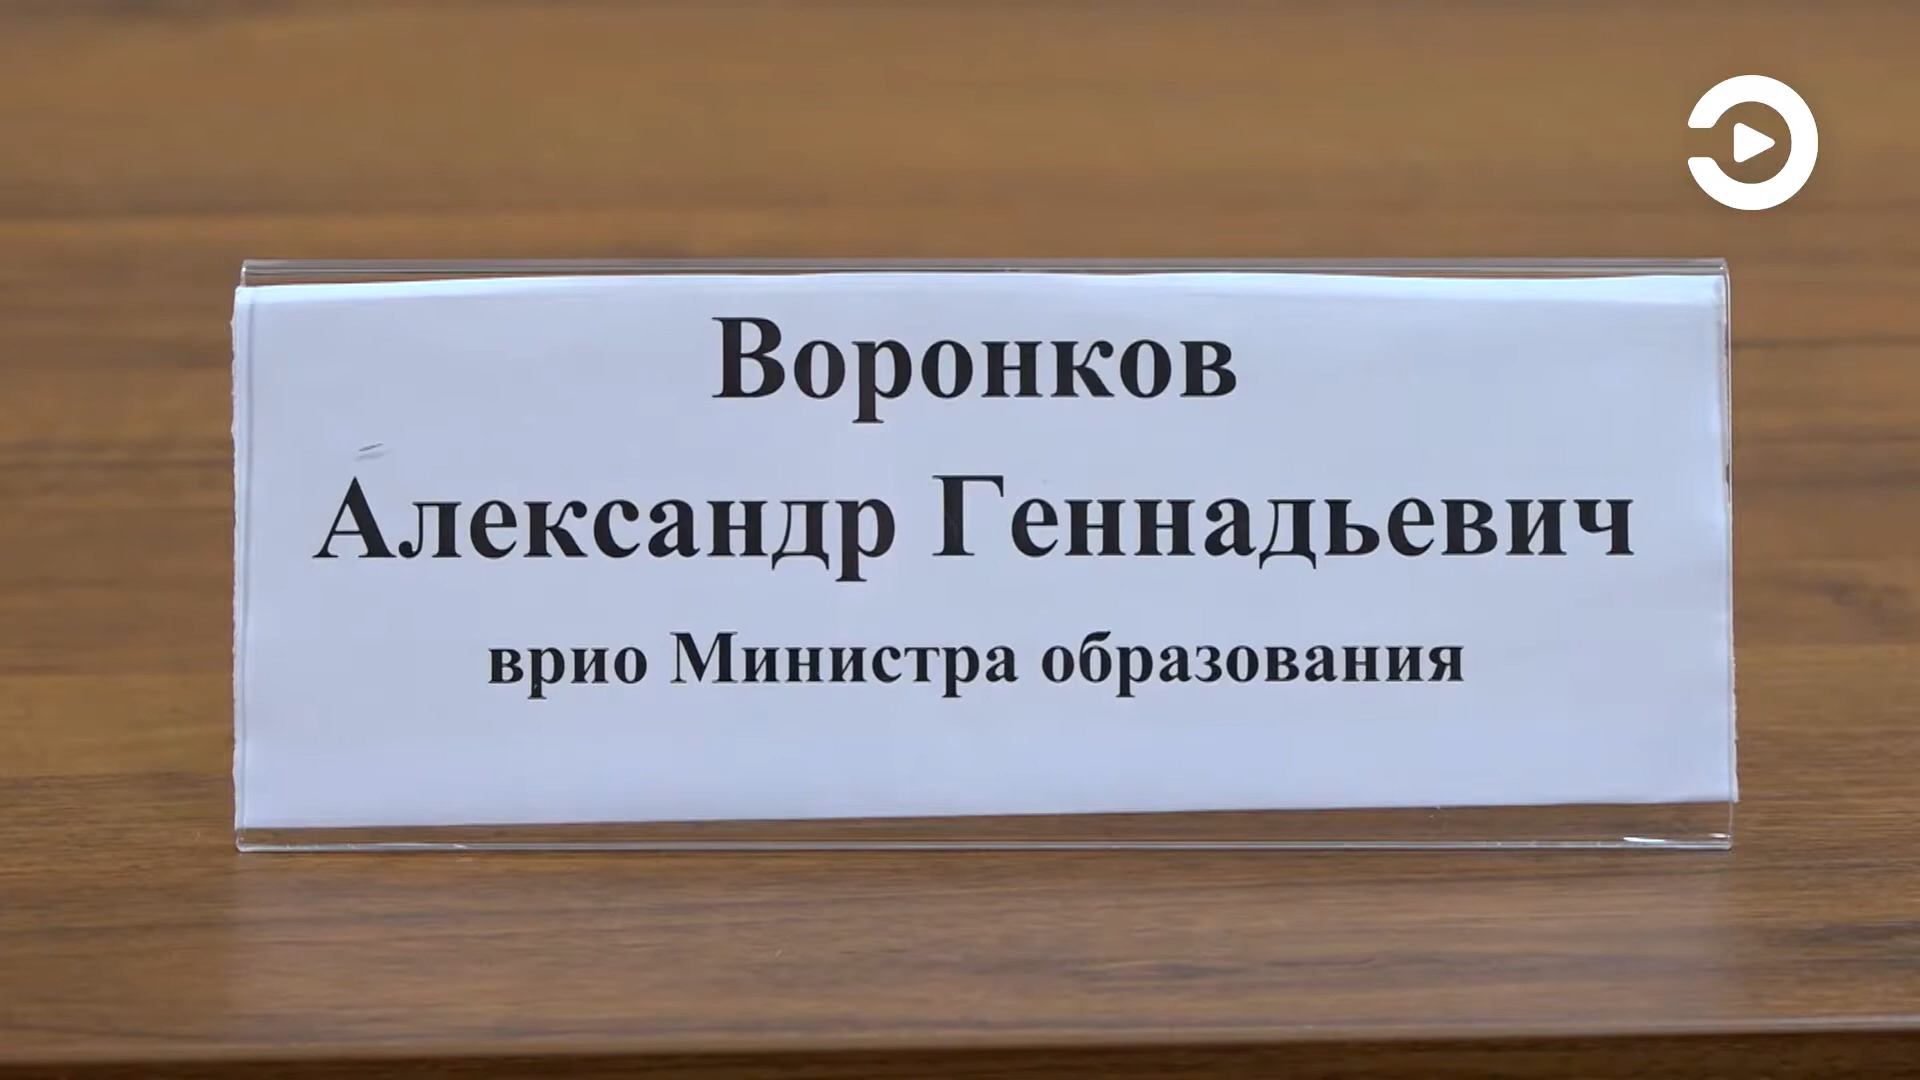 Воронков
Александр Геннадьевич
врио Министра образования